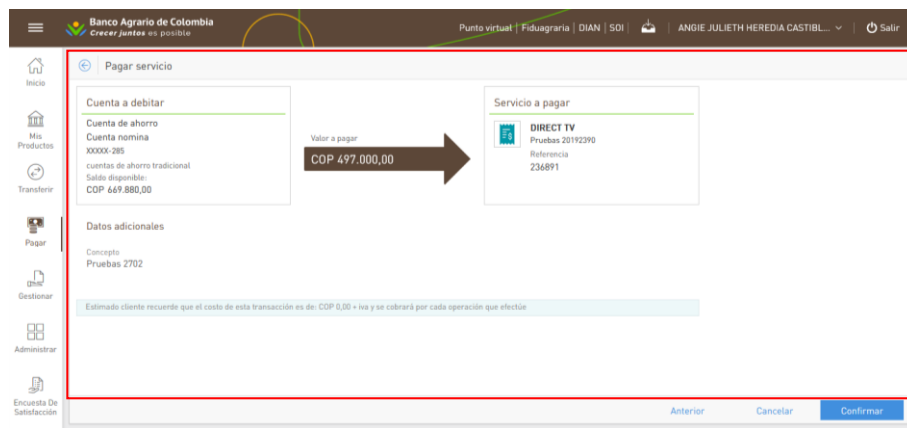 Banco Agrario de Colombia
Crecer juntos es posible
Punto virtual | Fiduagraria | DIAN | SOI | ANGIE JULIETH HEREDIA CASTIBL... Salir
Inicio
Mis
Productos
Transferir
Pagar
Gestionar
Administrar
Encuesta De
Satisfacción
Pagar servicio
Cuenta a debitar
Cuenta de ahorro
Cuenta nomina
XXXXX-285
cuentas de ahorro tradicional
Saldo disponible:
COP 669.880,00
Valor a pagar
COP 497.000,00
Servicio a pagar
DIRECT TV
Pruebas 20192390
Referencia
236891
Datos adicionales
Concepto
Pruebas 2702
Estimado cliente recuerde que el costo de esta transacción es de: COP 0,00 + iva y se cobrará por cada operación que efectúe
Anterior Cancelar Confirmar